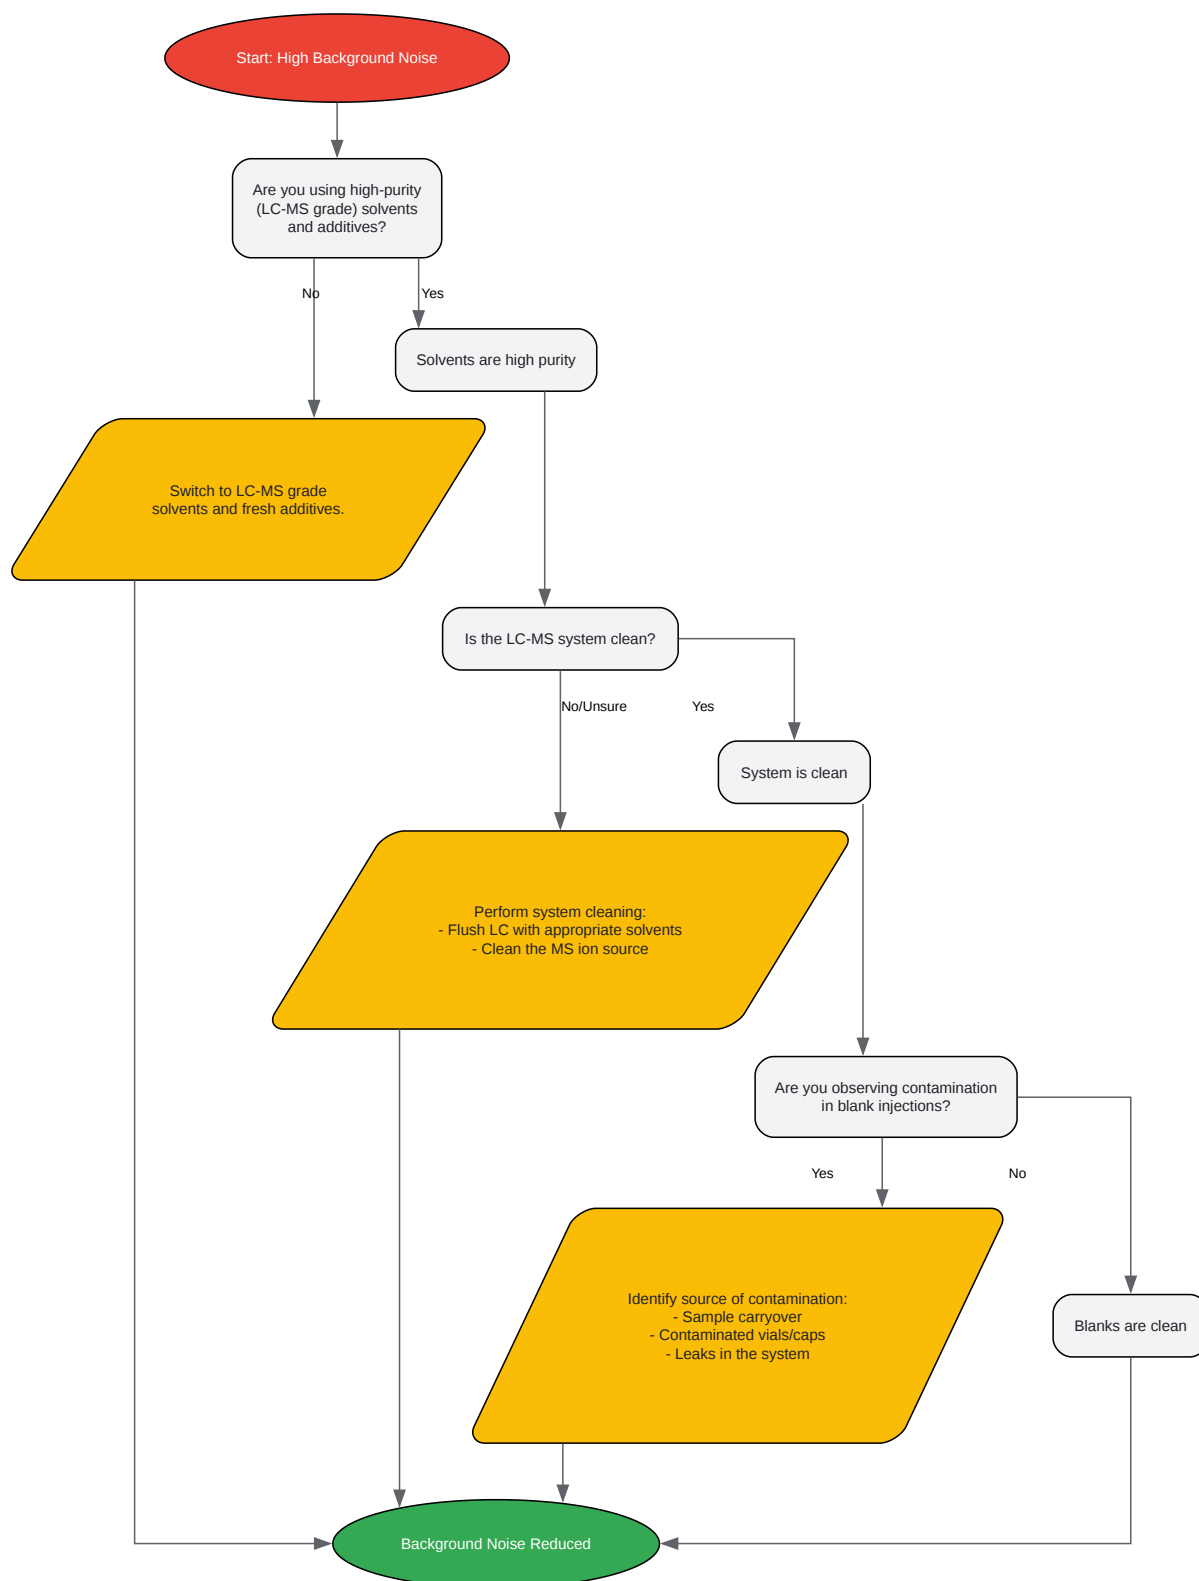 Start: High Background Noise
Are you using high-purity
(LC-MS grade) solvents
and additives?
No
Yes
Solvents are high purity
Switch to LC-MS grade
solvents and fresh additives.
Is the LC-MS system clean?
No/Unsure
Yes
System is clean
Perform system cleaning:
- Flush LC with appropriate solvents
- Clean the MS ion source
Are you observing contamination
in blank injections?
Yes
No
Identify source of contamination:
- Sample carryover
- Contaminated vials/caps
- Leaks in the system
Blanks are clean
Background Noise Reduced